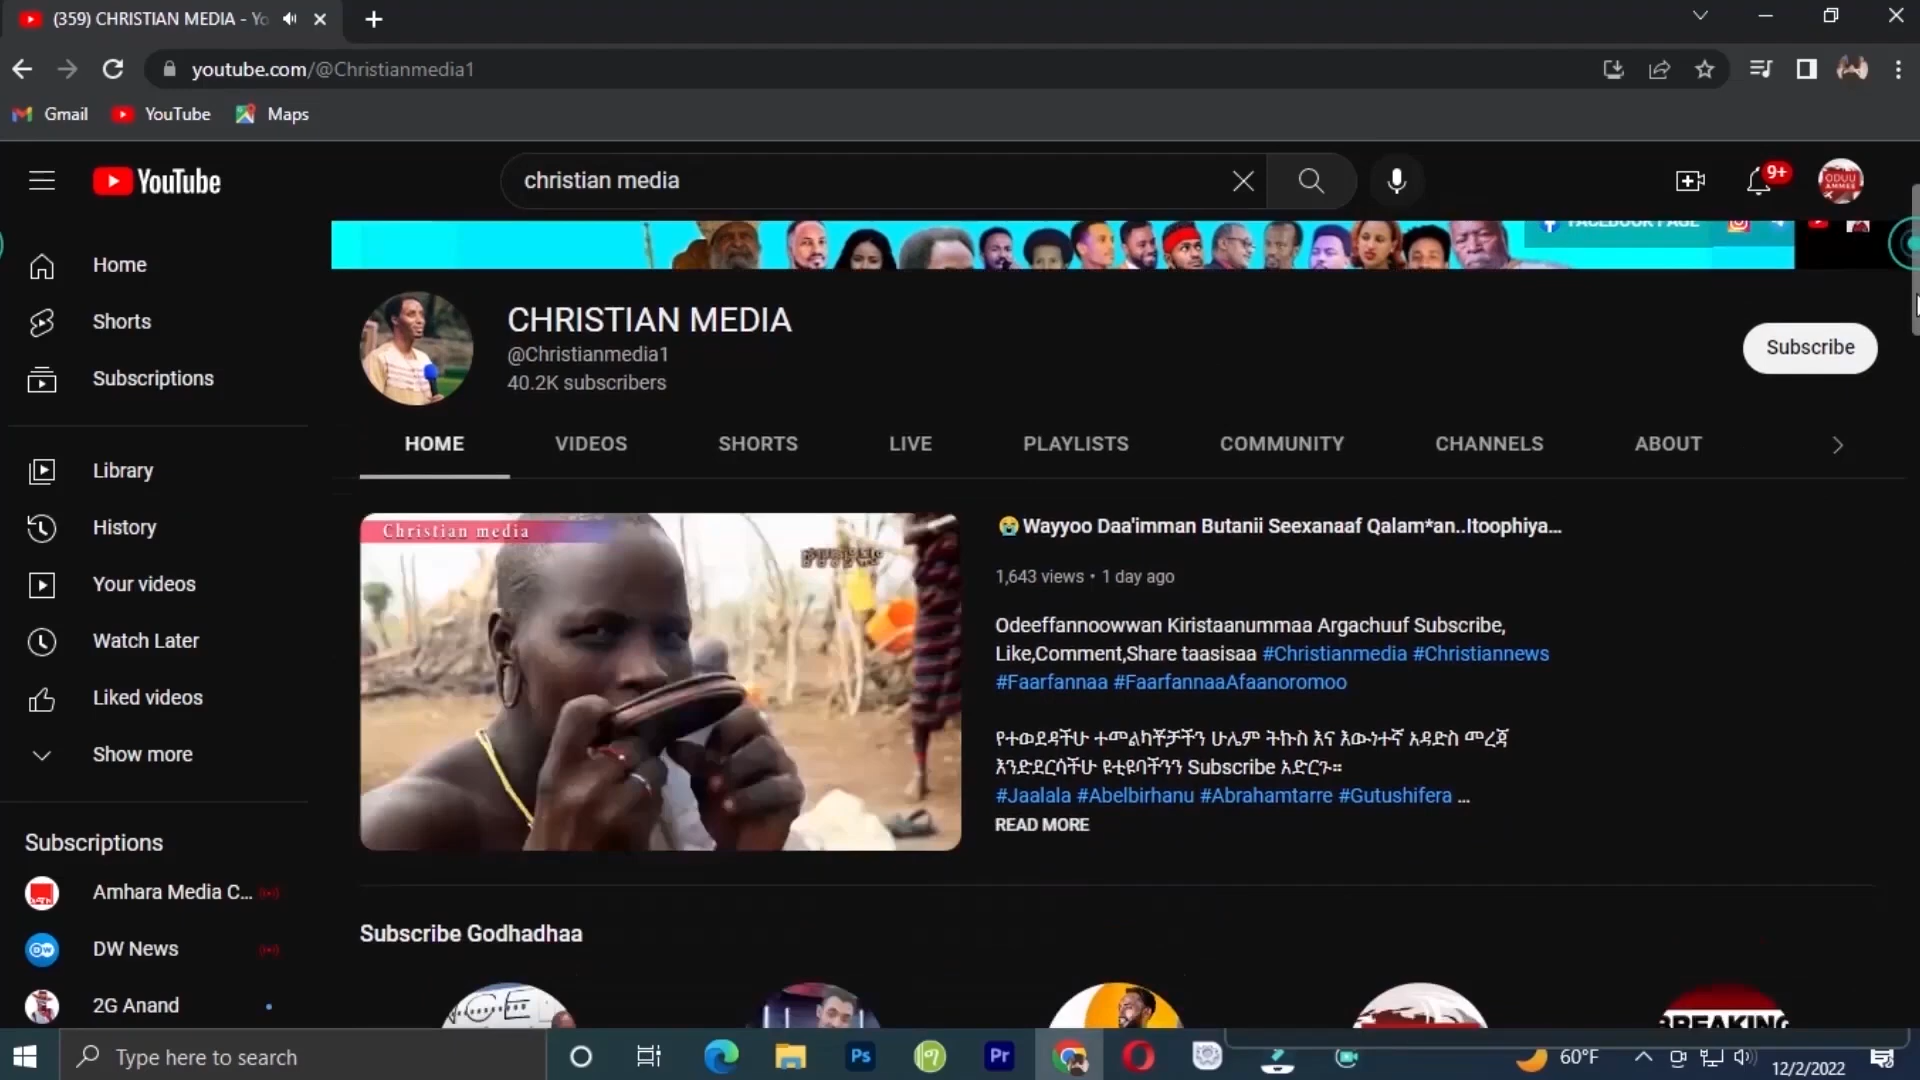 (359) CHRISTIAN MEDIA - Yo
youtube.com/@Christianmedia1
Gmail
YouTube
Maps
YouTube
christian media
9+
ODUU
AMMEE
Home
Shorts
Subscriptions
Library
History
Your videos
Watch Later
Liked videos
Show more
Subscriptions
Amhara Media C...
DW News
2G Anand
FACEBOOK PAGE
CHRISTIAN MEDIA
@Christianmedia1
40.2K subscribers
Subscribe
HOME
VIDEOS
SHORTS
LIVE
PLAYLISTS
COMMUNITY
CHANNELS
ABOUT
Christian media
😭Wayyoo Daa'imman Butanii Seexanaaf Qalam*an..Itoophiya...
1,643 views • 1 day ago
Odeeffannoowwan Kiristaanummaa Argachuuf Subscribe,
Like,Comment,Share taasisaa #Christianmedia #Christiannews
#Faarfannaa #FaarfannaaAfaanoromoo
የተወደዳችሁ ተመልካቾቻችን ሁሌም ትኩስ እና እውነተኛ አዳድስ መረጃ
እንድደርሳችሁ ዩቲዩባችንን Subscribe አድርጉ።
#Jaalala #Abelbirhanu #Abrahamtarre #Gutushifera ...
READ MORE
Subscribe Godhadhaa
BREAKING
Type here to search
Ps
Pr
60°F
12/2/2022